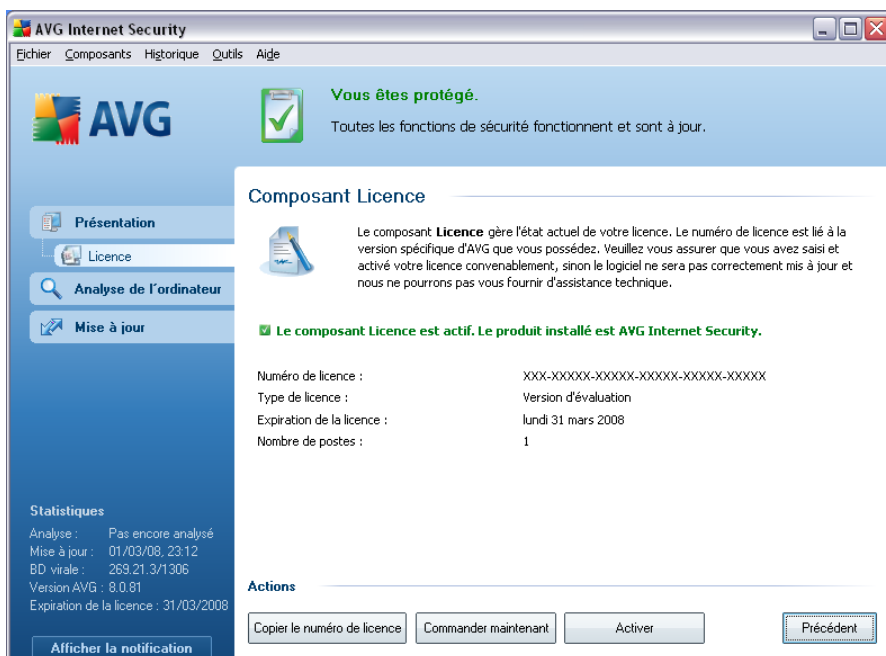 AVG Internet Security
Fichier Composants Historique Outils Aide
AVG
Vous êtes protégé.
Toutes les fonctions de sécurité fonctionnent et sont à jour.
Présentation
Licence
Analyse de l'ordinateur
Mise à jour
Composant Licence
Le composant Licence gère l'état actuel de votre licence. Le numéro de licence est lié à la
version spécifique d'AVG que vous possédez. Veuillez vous assurer que vous avez saisi et
activé votre licence convenablement, sinon le logiciel ne sera pas correctement mis à jour et
nous ne pourrons pas vous fournir d'assistance technique.
Le composant Licence est actif. Le produit installé est AVG Internet Security.
Numéro de licence : XXX-XXXXX-XXXXX-XXXXX-XXXXX-XXXXX
Type de licence : Version d'évaluation
Expiration de la licence : lundi 31 mars 2008
Nombre de postes : 1
Statistiques
Analyse : Pas encore analysé
Mise à jour : 01/03/08, 23:12
BD virale : 269.21.3/1306
Version AVG : 8.0.81
Expiration de la licence : 31/03/2008
Afficher la notification
Actions
Copier le numéro de licence Commander maintenant Activer Précédent